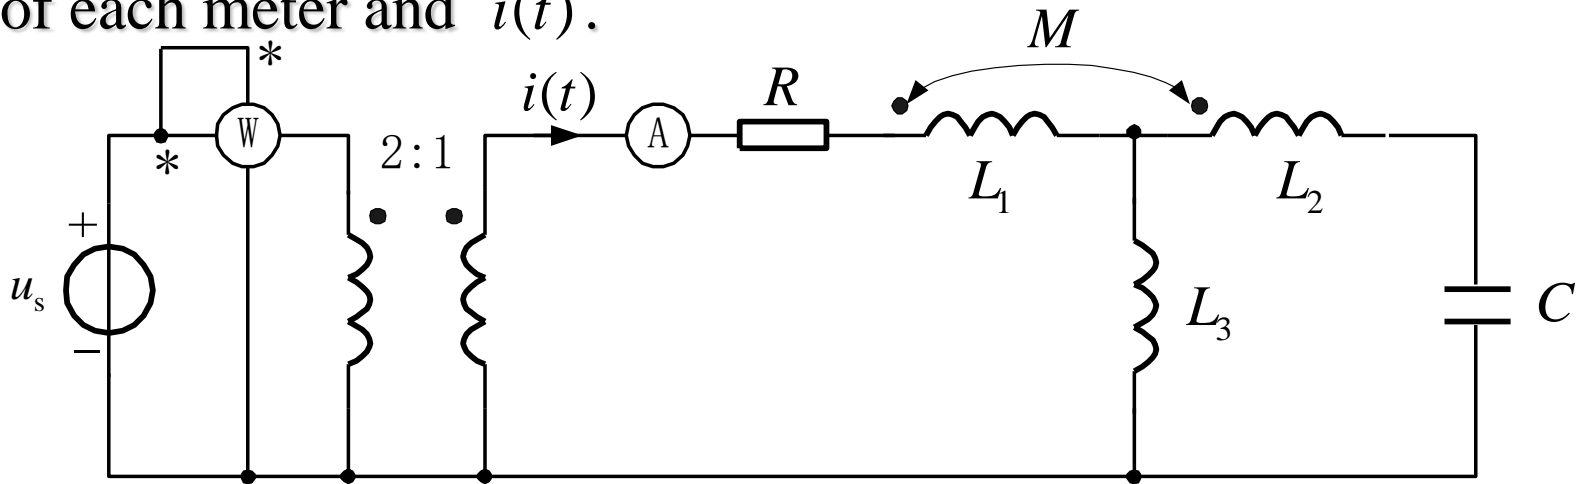 of each meter and i(t).
M
*
i(t)
R
W
A
2:1
*
L1
L2
+
us
L3
C
−